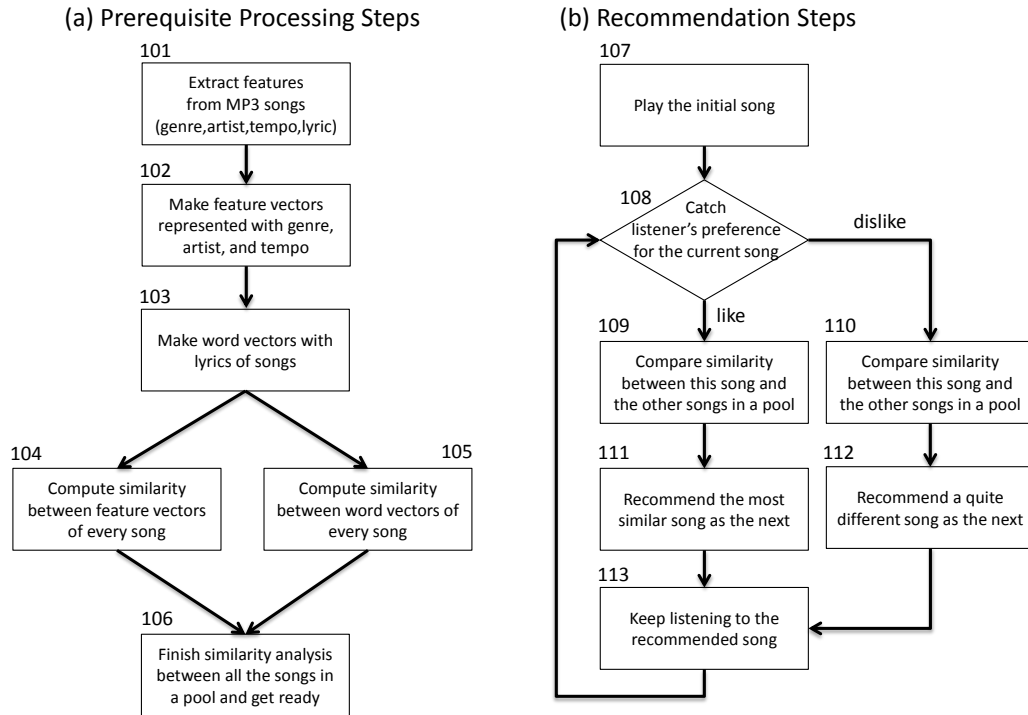 (a) Prerequisite Processing Steps
101
Extract features
from MP3 songs
(genre,artist,tempo,lyric)
102
Make feature vectors
represented with genre,
artist, and tempo
103
Make word vectors with
lyrics of songs
104
Compute similarity
between feature vectors
of every song
105
Compute similarity
between word vectors of
every song
106
Finish similarity analysis
between all the songs in
a pool and get ready
(b) Recommendation Steps
107
Play the initial song
108
Catch
listener's preference
for the current song
dislike
like
109
Compare similarity
between this song and
the other songs in a pool
110
Compare similarity
between this song and
the other songs in a pool
111
Recommend the most
similar song as the next
112
Recommend a quite
different song as the next
113
Keep listening to the
recommended song